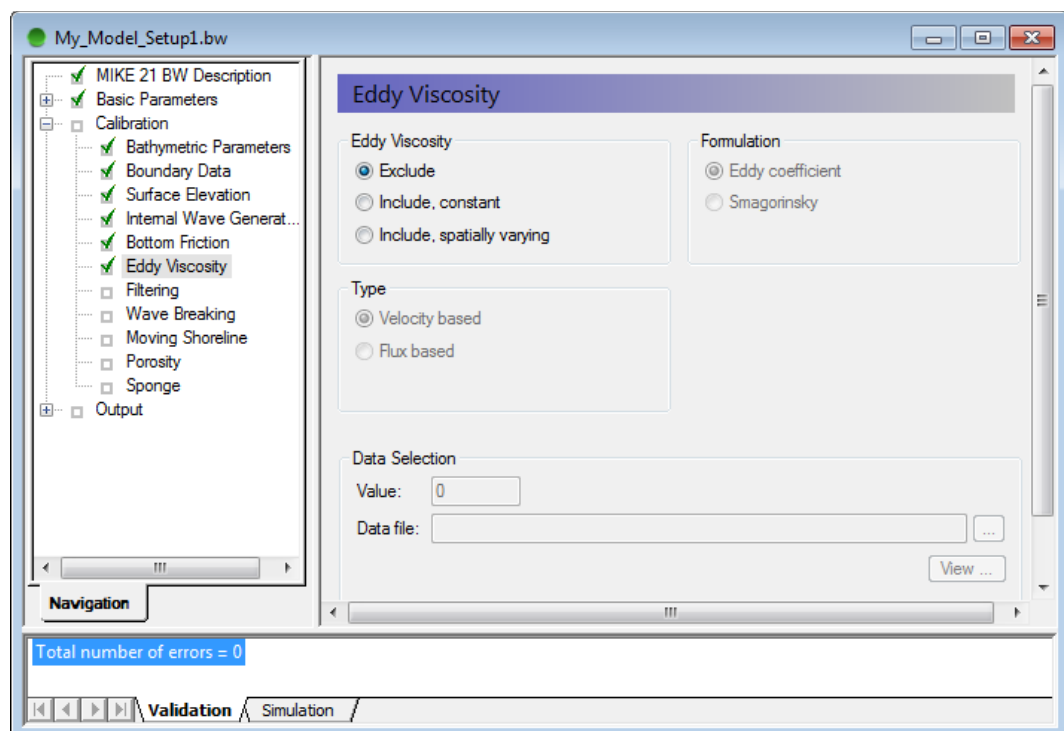 My_Model_Setup1.bw
MIKE 21 BW Description
Basic Parameters
Calibration
Bathymetric Parameters
Boundary Data
Surface Elevation
Internal Wave Generat...
Bottom Friction
Eddy Viscosity
Filtering
Wave Breaking
Moving Shoreline
Porosity
Sponge
Output
Navigation
Eddy Viscosity
Eddy Viscosity
Exclude
Include, constant
Include, spatially varying
Formulation
Eddy coefficient
Smagorinsky
Type
Velocity based
Flux based
Data Selection
Value: 0
Data file: ...
View ...
Total number of errors = 0
Validation Simulation